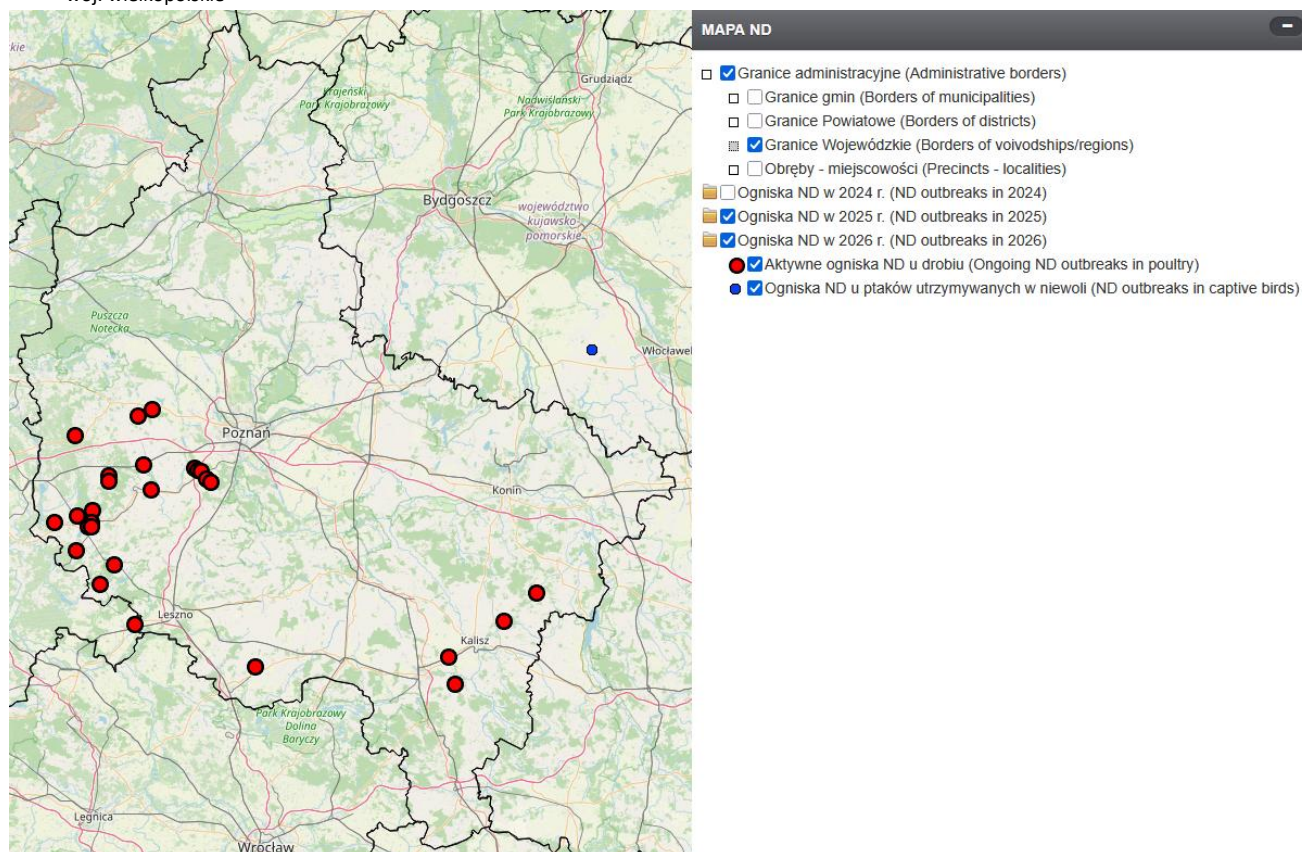 woj. wielkopolskie
kie
Grudziądz
Krajeński
Park Krajobrazowy
Nadwiślański
Park Krajobrazowy
Bydgoszcz
województwo
kujawsko-
pomorskie
Puszcza
Notecka
Włocławek
Poznań
Konin
Leszno
Kalisz
Park Krajobrazowy
Dolina
Baryczy
Legnica
Wrocław
MAPA ND
Granice administracyjne (Administrative borders)
Granice gmin (Borders of municipalities)
Granice Powiatowe (Borders of districts)
Granice Wojewódzkie (Borders of voivodships/regions)
Obręby - miejscowości (Precincts - localities)
Ogniska ND w 2024 r. (ND outbreaks in 2024)
Ogniska ND w 2025 r. (ND outbreaks in 2025)
Ogniska ND w 2026 r. (ND outbreaks in 2026)
Aktywne ogniska ND u drobiu (Ongoing ND outbreaks in poultry)
Ogniska ND u ptaków utrzymywanych w niewoli (ND outbreaks in captive birds)